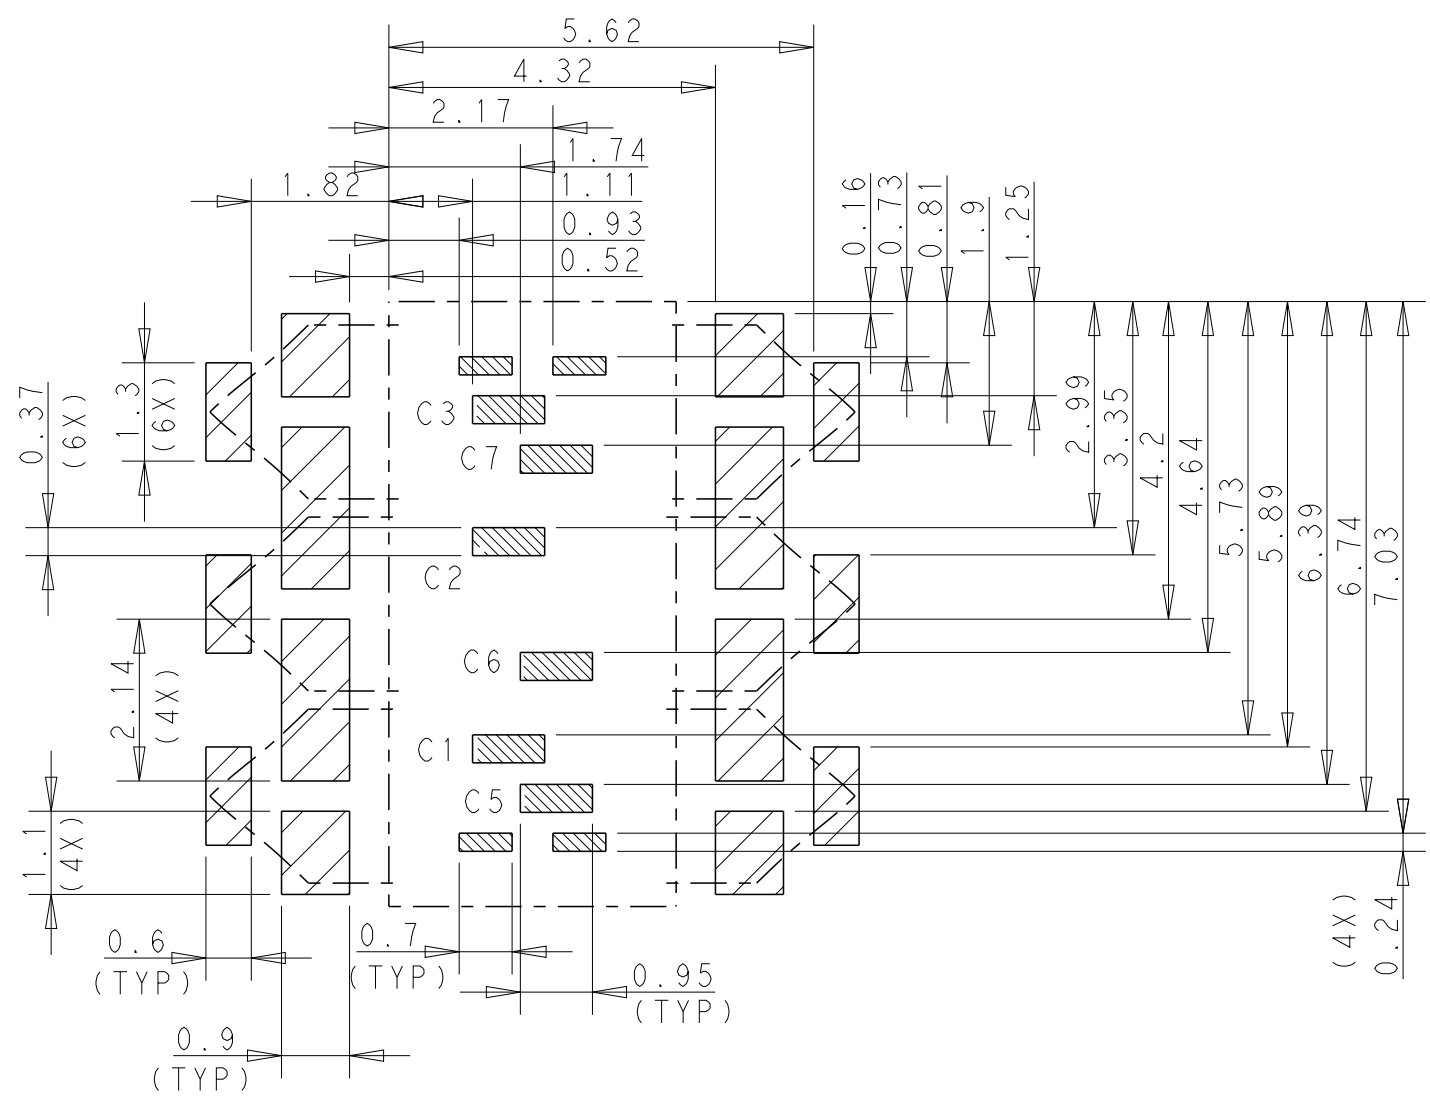 5.62
4.32
2.17
1.74
1.82
1.11
0.93
0.52
0.16
0.73
0.81
1.9
1.25
0.37
(6X)
1.3
(6X)
C3
C7
C2
C6
C1
C5
2.99
3.35
4.2
4.64
5.73
5.89
6.39
6.74
7.03
2.14
(4X)
1.1
(4X)
0.6
(TYP)
0.7
(TYP)
0.95
(TYP)
0.9
(TYP)
(4X)
0.24